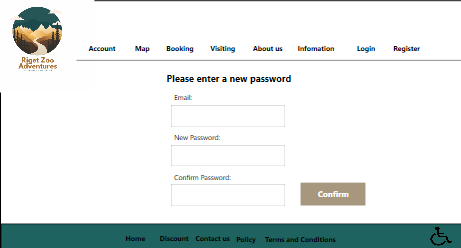 Riget Zoo
Adventures
Account Map Booking Visiting About us Infomation Login Register
Please enter a new password
Email:
New Password:
Confirm Password:
Confirm
Home Discount Contact us Policy Terms and Conditions